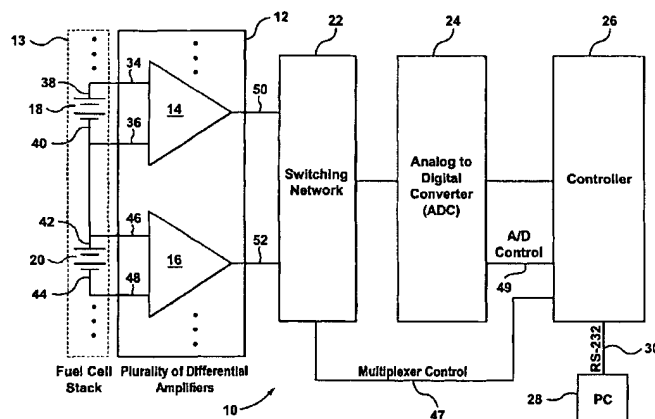 13
12
22
24
26
38
34
18
14
50
36
40
Switching
Network
Analog to
Digital
Converter
(ADC)
Controller
42
46
20
16
52
48
44
A/D
Control
49
Fuel Cell
Stack
Plurality of Differential
Amplifiers
10
Multiplexer Control
47
RS-232
30
28
PC